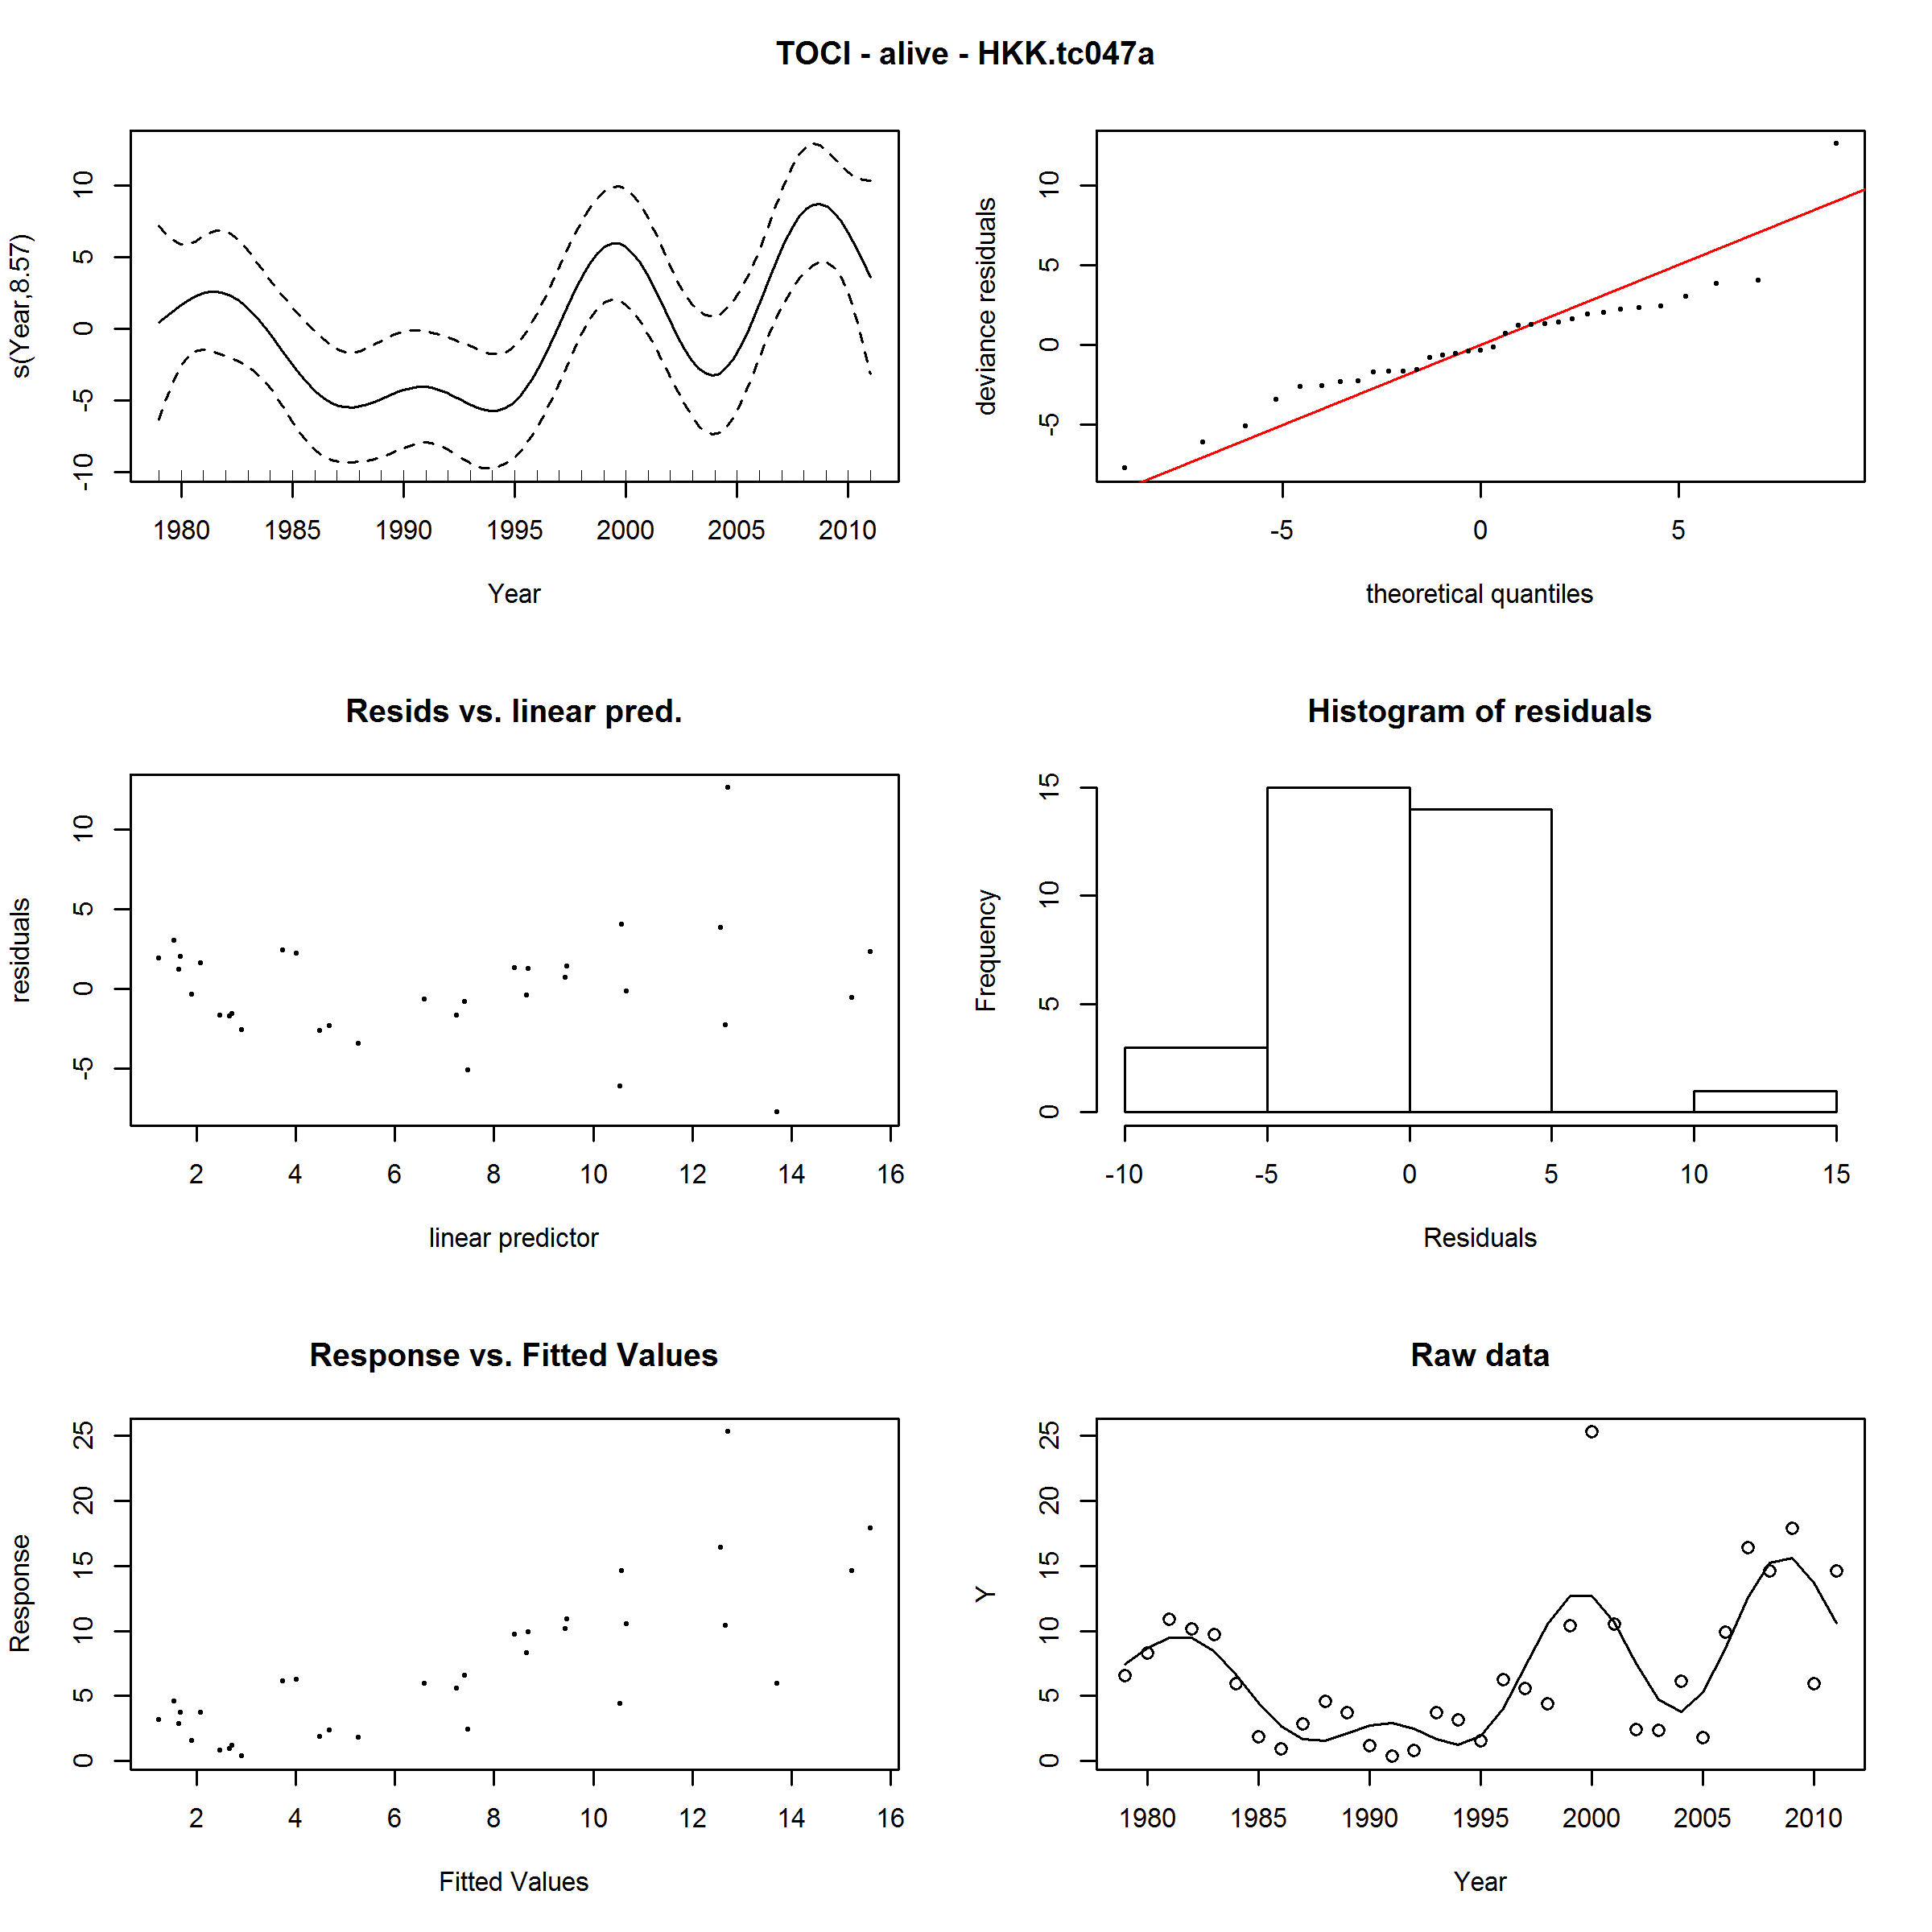 TOCI - alive - HKK.tc047a
s(Year,8.57)
10
5
0
-5
-10
1980 1985 1990 1995 2000 2005 2010
Year
deviance residuals
10
5
0
-5
-5 0 5
theoretical quantiles
Resids vs. linear pred.
residuals
10
5
0
-5
2 4 6 8 10 12 14 16
linear predictor
Histogram of residuals
Frequency
15
10
5
0
-10 -5 0 5 10 15
Residuals
Response vs. Fitted Values
Response
25
20
15
10
5
0
2 4 6 8 10 12 14 16
Fitted Values
Raw data
Y
25
20
15
10
5
0
1980 1985 1990 1995 2000 2005 2010
Year